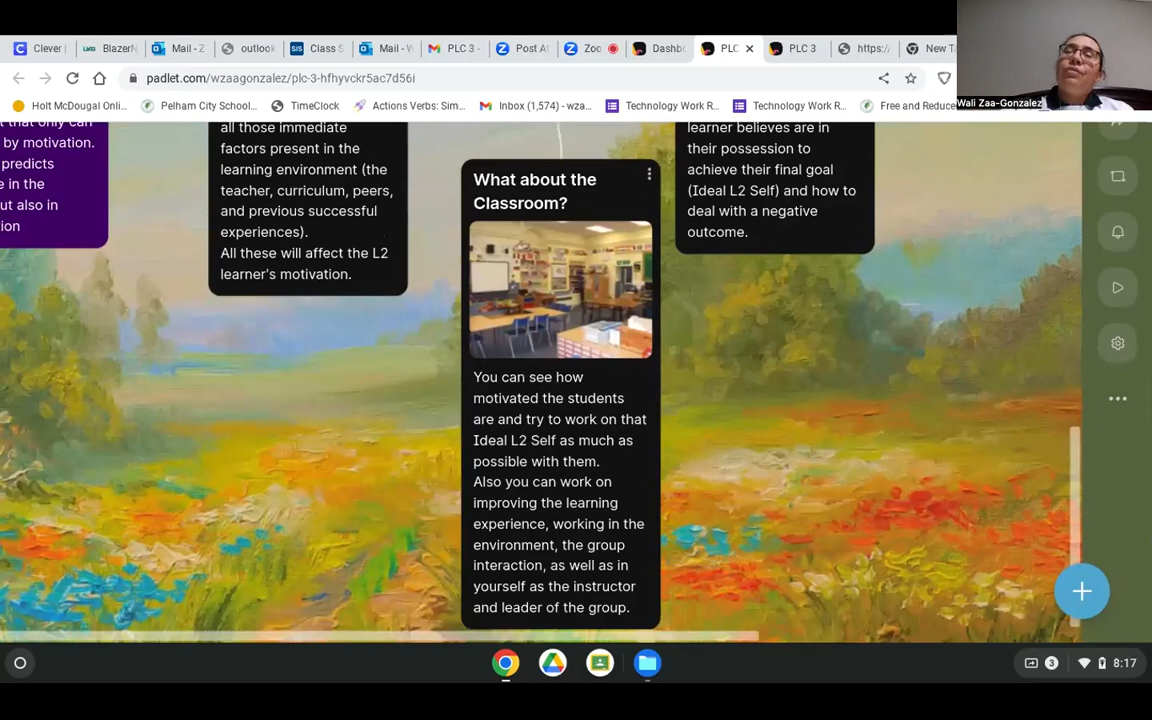 Clever
BlazerN
Mail - Z
outlook
SIS
Class S
Mail - W
PLC 3 -
Post At
Zoo
Dashb
PLC
PLC 3
https:/
New Ta
padlet.com/wzaagonzalez/plc-3-hfhyvckr5ac7d56i
Wali Zaa-Gonzalez
Holt McDougal Onli...
Pelham City School...
TimeClock
Actions Verbs: Sim...
Inbox (1,574) - wza...
Technology Work R...
Technology Work R...
Free and Reduce
that only can
by motivation.
predicts
e in the
but also in
ion
all those immediate
factors present in the
learning environment (the
teacher, curriculum, peers,
and previous successful
experiences).
All these will affect the L2
learner's motivation.
What about the
Classroom?
You can see how
motivated the students
are and try to work on that
Ideal L2 Self as much as
possible with them.
Also you can work on
improving the learning
experience, working in the
environment, the group
interaction, as well as in
yourself as the instructor
and leader of the group.
learner believes are in
their possession to
achieve their final goal
(Ideal L2 Self) and how to
deal with a negative
outcome.
3
8:17